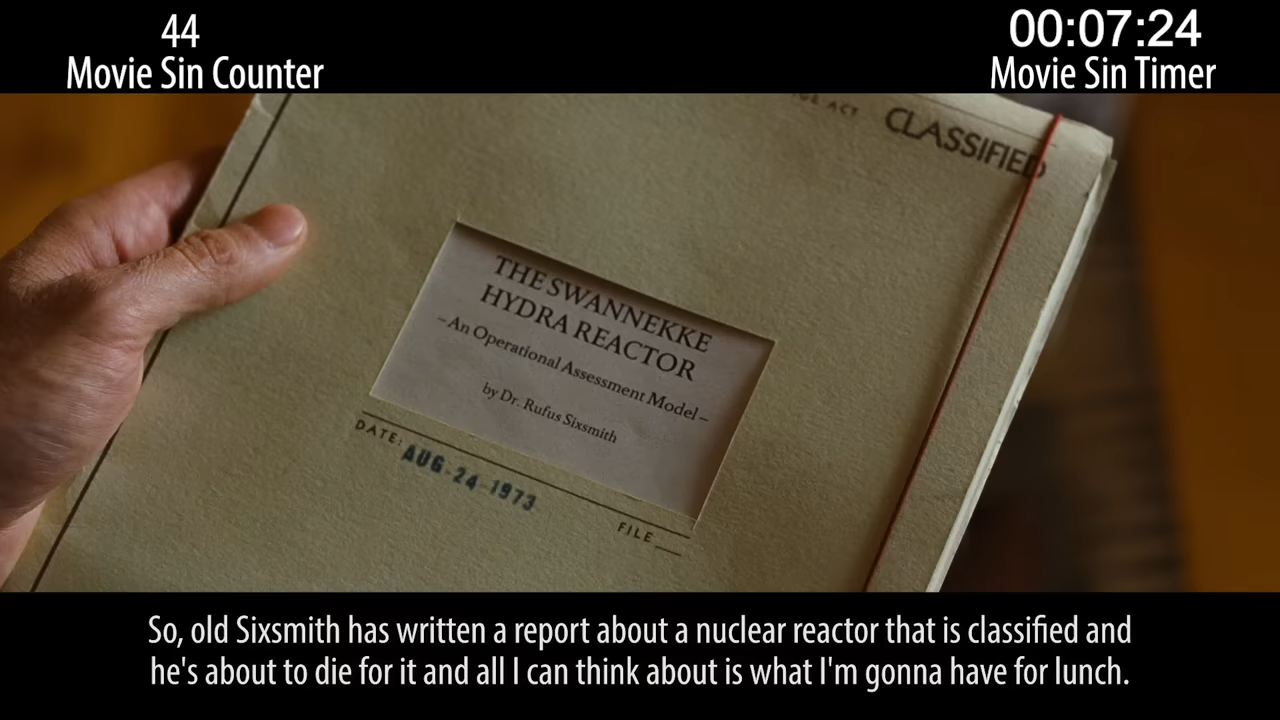 44
Movie Sin Counter
00:07:24
Movie Sin Timer
ACT
CLASSIFIED
THE SWANNEKKE
HYDRA REACTOR
–An Operational Assessment Model–
by Dr. Rufus Sixsmith
DATE: AUG 24 1973
FILE
So, old Sixsmith has written a report about a nuclear reactor that is classified and
he's about to die for it and all I can think about is what I'm gonna have for lunch.